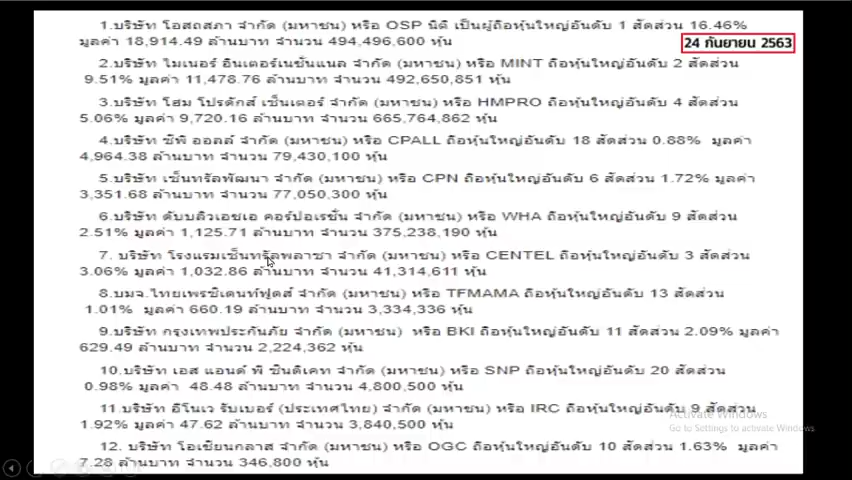 1.บริษัท โอสถสภา จำกัด (มหาชน) หรือ OSP นิติ เป็นผู้ถือหุ้นใหญ่อันดับ 1 สัดส่วน 16.46%
มูลค่า 18,914.49 ล้านบาท จำนวน 494,496,600 หุ้น
24 กันยายน 2563
2.บริษัท ไมเนอร์ อินเตอร์เนชั่นแนล จำกัด (มหาชน) หรือ MINT ถือหุ้นใหญ่อันดับ 2 สัดส่วน
9.51% มูลค่า 11,478.76 ล้านบาท จำนวน 492,650,851 หุ้น
3.บริษัท โฮม โปรดักส์ เซ็นเตอร์ จำกัด (มหาชน) หรือ HMPRO ถือหุ้นใหญ่อันดับ 4 สัดส่วน
5.06% มูลค่า 9,720.16 ล้านบาท จำนวน 665,764,862 หุ้น
4.บริษัท ซีพี ออลล์ จำกัด (มหาชน) หรือ CPALL ถือหุ้นใหญ่อันดับ 18 สัดส่วน 0.88% มูลค่า
4,964.38 ล้านบาท จำนวน 79,430,100 หุ้น
5.บริษัท เซ็นทรัลพัฒนา จำกัด (มหาชน) หรือ CPN ถือหุ้นใหญ่อันดับ 6 สัดส่วน 1.72% มูลค่า
3,351.68 ล้านบาท จำนวน 77,050,300 หุ้น
6.บริษัท ดับบลิวเอชเอ คอร์ปอเรชั่น จำกัด (มหาชน) หรือ WHA ถือหุ้นใหญ่อันดับ 9 สัดส่วน
2.51% มูลค่า 1,125.71 ล้านบาท จำนวน 375,238,190 หุ้น
7. บริษัท โรงแรมเซ็นทรัลพลาซา จำกัด (มหาชน) หรือ CENTEL ถือหุ้นใหญ่อันดับ 3 สัดส่วน
3.06% มูลค่า 1,032.86 ล้านบาท จำนวน 41,314,611 หุ้น
8.บมจ.ไทยเพรซิเดนท์ฟูดส์ จำกัด (มหาชน) หรือ TFMAMA ถือหุ้นใหญ่อันดับ 13 สัดส่วน
1.01% มูลค่า 660.19 ล้านบาท จำนวน 3,334,336 หุ้น
9.บริษัท กรุงเทพประกันภัย จำกัด (มหาชน) หรือ BKI ถือหุ้นใหญ่อันดับ 11 สัดส่วน 2.09% มูลค่า
629.49 ล้านบาท จำนวน 2,224,362 หุ้น
10.บริษัท เอส แอนด์ พี ซินดิเคท จำกัด (มหาชน) หรือ SNP ถือหุ้นใหญ่อันดับ 20 สัดส่วน
0.98% มูลค่า 48.48 ล้านบาท จำนวน 4,800,500 หุ้น
11.บริษัท อีโนเว รับเบอร์ (ประเทศไทย) จำกัด (มหาชน) หรือ IRC ถือหุ้นใหญ่อันดับ 9 สัดส่วน
1.92% มูลค่า 47.62 ล้านบาท จำนวน 3,840,500 หุ้น
12. บริษัท โอเชียนกลาส จำกัด (มหาชน) หรือ OGC ถือหุ้นใหญ่อันดับ 10 สัดส่วน 1.63% มูลค่า
7.28 ล้านบาท จำนวน 346,800 หุ้น
Activate Windows
Go to Settings to activate Windows.